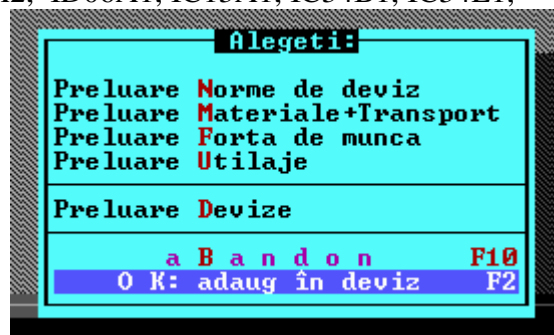 Alegeti:
Preluare Norme de deviz
Preluare Materiale+Transport
Preluare Forta de munca
Preluare Utilaje
Preluare Devize
a B a n d o n F10
O K: adaug în deviz F2